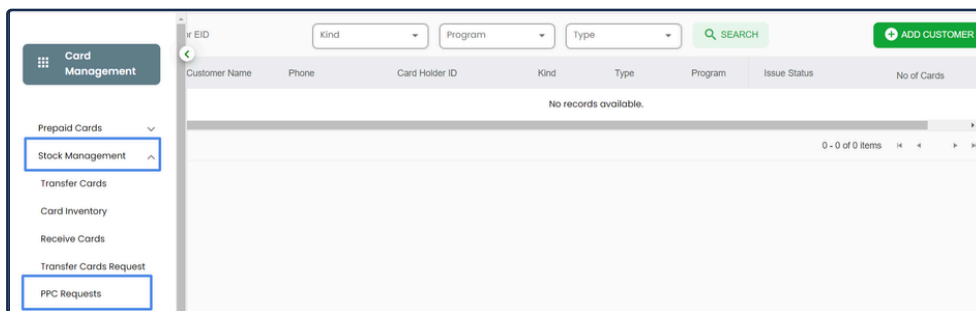 Card
Management
Prepaid Cards
Stock Management
Transfer Cards
Card Inventory
Receive Cards
Transfer Cards Request
PPC Requests
EID Kind Program Type SEARCH ADD CUSTOMER
Customer Name Phone Card Holder ID Kind Type Program Issue Status No of Cards
No records available.
0 - 0 of 0 items